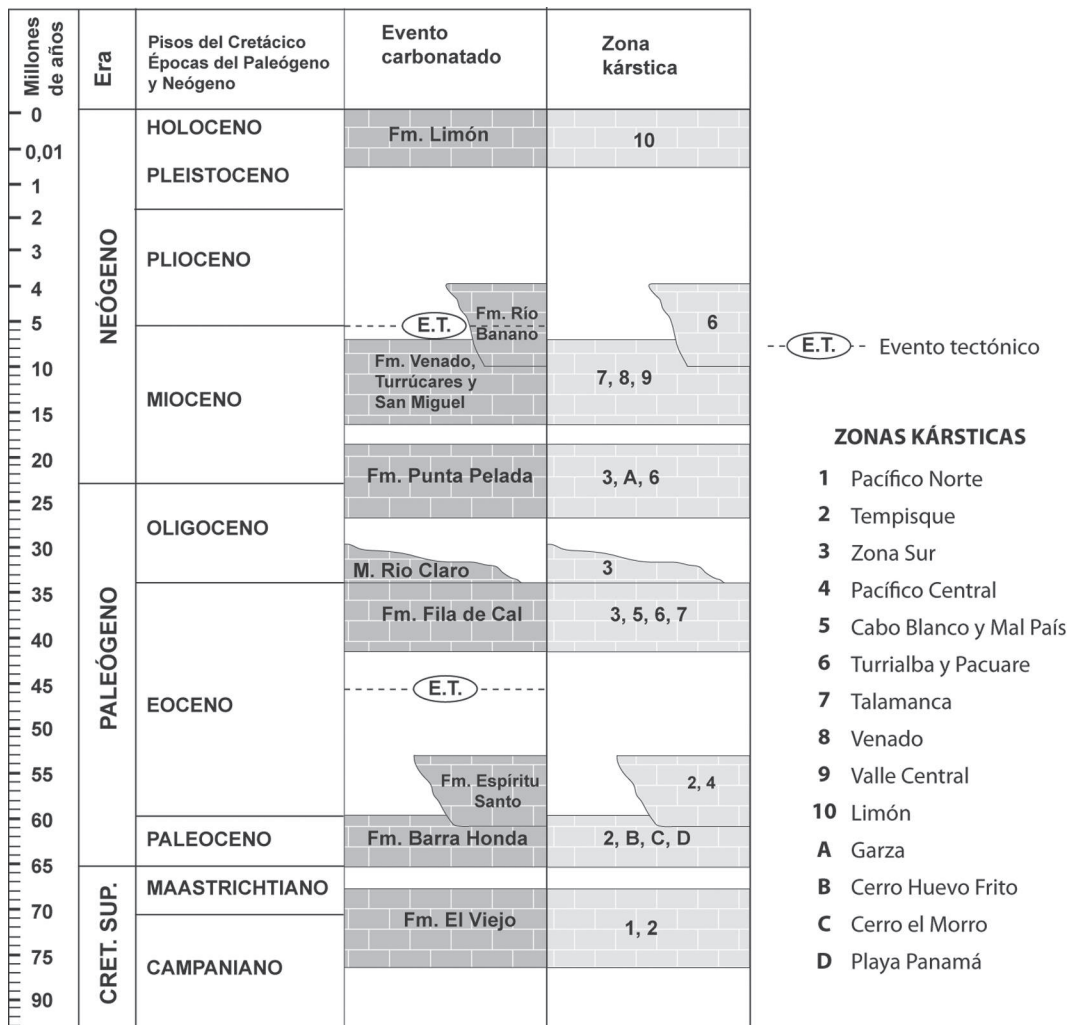 Millones de años
Era
Pisos del Cretácico
Épocas del Paleógeno
y Neógeno
Evento
carbonatado
Zona
kárstica
0
0,01
1
2
3
4
5
10
15
20
25
30
35
40
45
50
55
60
65
70
75
90
NEÓGENO
PALEÓGENO
CRET. SUP.
HOLOCENO
PLEISTOCENO
PLIOCENO
MIOCENO
OLIGOCENO
EOCENO
PALEOCENO
MAASTRICHTIANO
CAMPANIANO
Fm. Limón
E.T.
Fm. Río
Banano
Fm. Venado,
Turrúcares y
San Miguel
Fm. Punta Pelada
M. Rio Claro
Fm. Fila de Cal
E.T.
Fm. Espíritu
Santo
Fm. Barra Honda
Fm. El Viejo
10
6
7, 8, 9
3, A, 6
3
3, 5, 6, 7
2, 4
2, B, C, D
1, 2
E.T. Evento tectónico
ZONAS KÁRSTICAS
1 Pacífico Norte
2 Tempisque
3 Zona Sur
4 Pacífico Central
5 Cabo Blanco y Mal País
6 Turrialba y Pacuare
7 Talamanca
8 Venado
9 Valle Central
10 Limón
A Garza
B Cerro Huevo Frito
C Cerro el Morro
D Playa Panamá